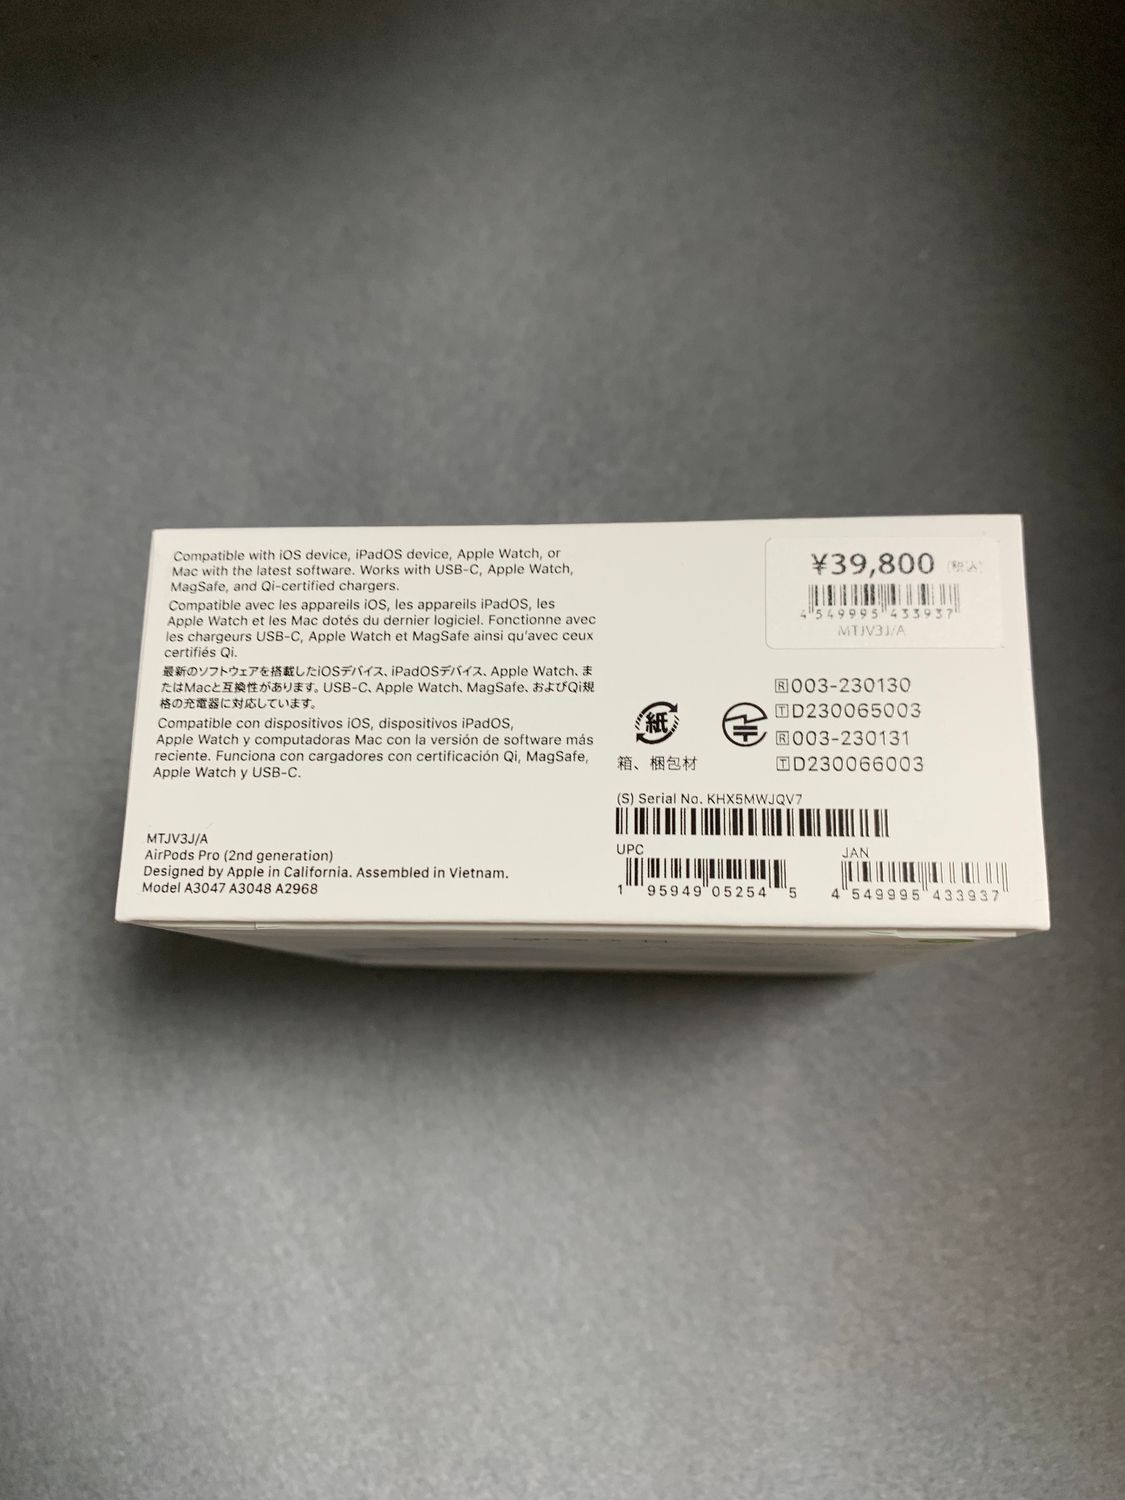 Compatible with iOS device, iPadOS device, Apple Watch, or
Mac with the latest software. Works with USB-C, Apple Watch,
MagSafe, and Qi-certified chargers.
Compatible avec les appareils iOS, les appareils iPadOS, les
Apple Watch et les Mac dotés du dernier logiciel. Fonctionne avec
les chargeurs USB-C, Apple Watch et MagSafe ainsi qu'avec ceux
certifiés Qi.
最新のソフトウェアを搭載したiOSデバイス、iPadOSデバイス、Apple Watch、ま
たはMacと互換性があります。USB-C、Apple Watch、MagSafe、およびQi規
格の充電器に対応しています。
Compatible con dispositivos iOS, dispositivos iPadOS,
Apple Watch y computadoras Mac con la versión de software más
reciente. Funciona con cargadores con certificación Qi, MagSafe,
Apple Watch y USB-C.
MTJV3J/A
AirPods Pro (2nd generation)
Designed by Apple in California. Assembled in Vietnam.
Model A3047 A3048 A2968
¥39,800 (税込)
4 549995 433937
MTJV3J/A
紙
箱、梱包材
R 003-230130
T D230065003
R 003-230131
T D230066003
(S) Serial No. KHX5MWJQV7
UPC
1 95949 05254 5
JAN
4 549995 433937